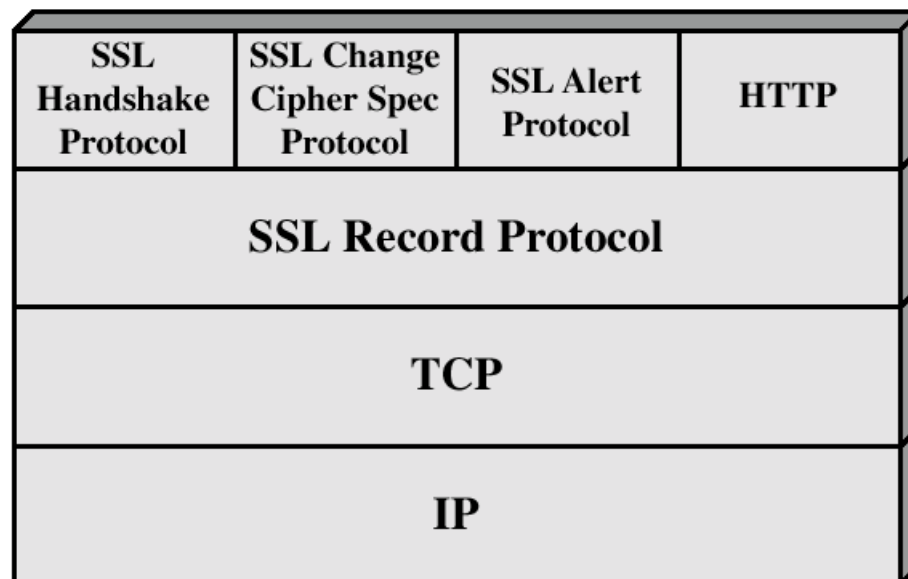 SSL
Handshake
Protocol
SSL Change
Cipher Spec
Protocol
SSL Alert
Protocol
HTTP
SSL Record Protocol
TCP
IP